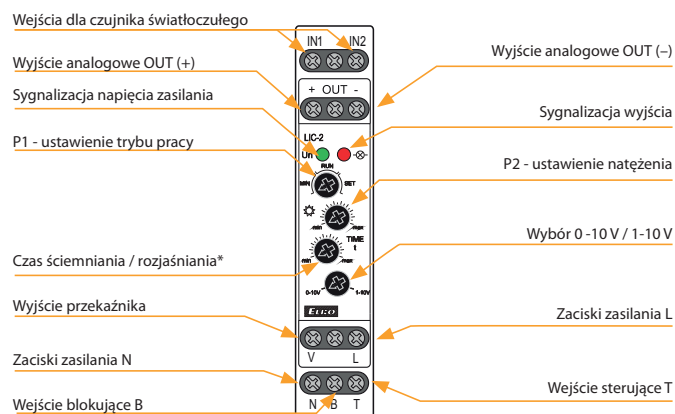 Wejścia dla czujnika światłoczułego
Wyjście analogowe OUT (+)
Sygnalizacja napięcia zasilania
P1 - ustawienie trybu pracy
Czas ściemniania / rozjaśniania*
Wyjście przekaźnika
Zaciski zasilania N
Wejście blokujące B
IN1 IN2
+ OUT -
LIC-2
Un
RUN
MIN SET
min max
TIME
t
min max
0-10V 1-10V
ELKO
V L
N B T
Wyjście analogowe OUT (–)
Sygnalizacja wyjścia
P2 - ustawienie natężenia
Wybór 0 -10 V / 1-10 V
Zaciski zasilania L
Wejście sterujące T